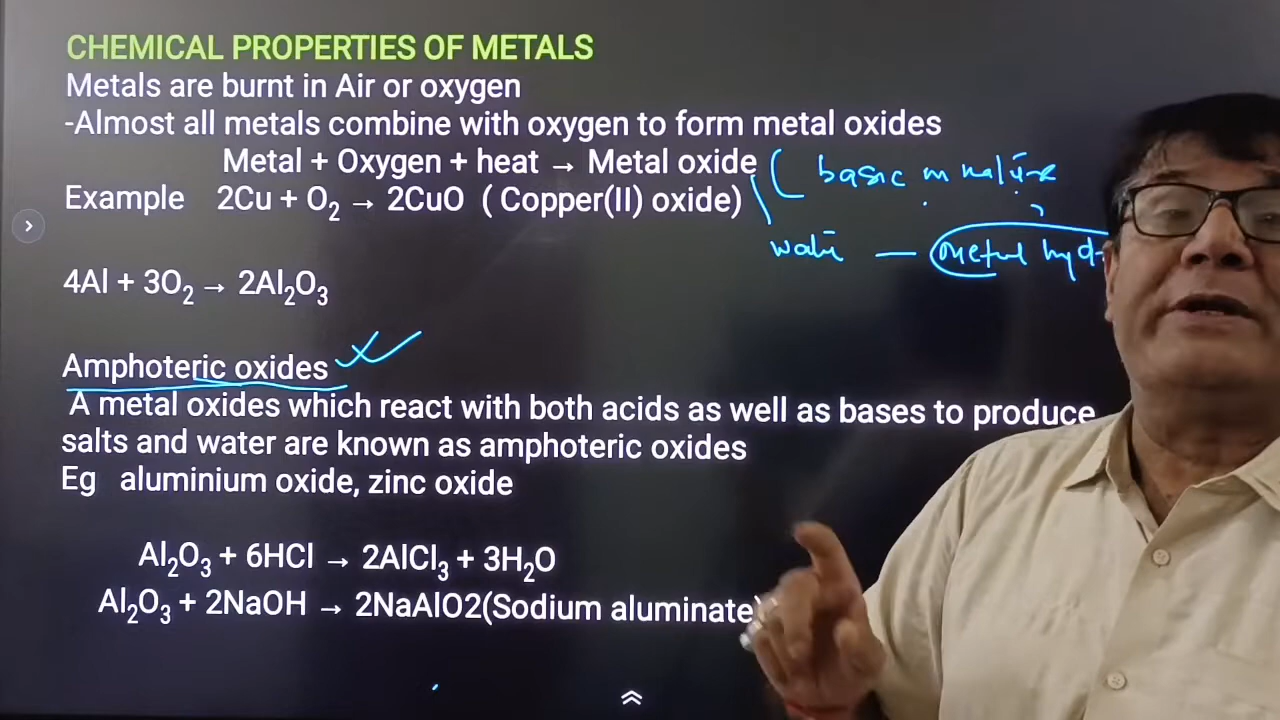 CHEMICAL PROPERTIES OF METALS
Metals are burnt in Air or oxygen
-Almost all metals combine with oxygen to form metal oxides
Metal + Oxygen + heat → Metal oxide
basic in nature
Example 2Cu + O₂ → 2CuO ( Copper(II) oxide)
— metal hyd
4Al + 3O₂ → 2Al₂O₃
Amphoteric oxides
A metal oxides which react with both acids as well as bases to produce
salts and water are known as amphoteric oxides
Eg aluminium oxide, zinc oxide
Al₂O₃ + 6HCl → 2AlCl₃ + 3H₂O
Al₂O₃ + 2NaOH → 2NaAlO2(Sodium aluminate)